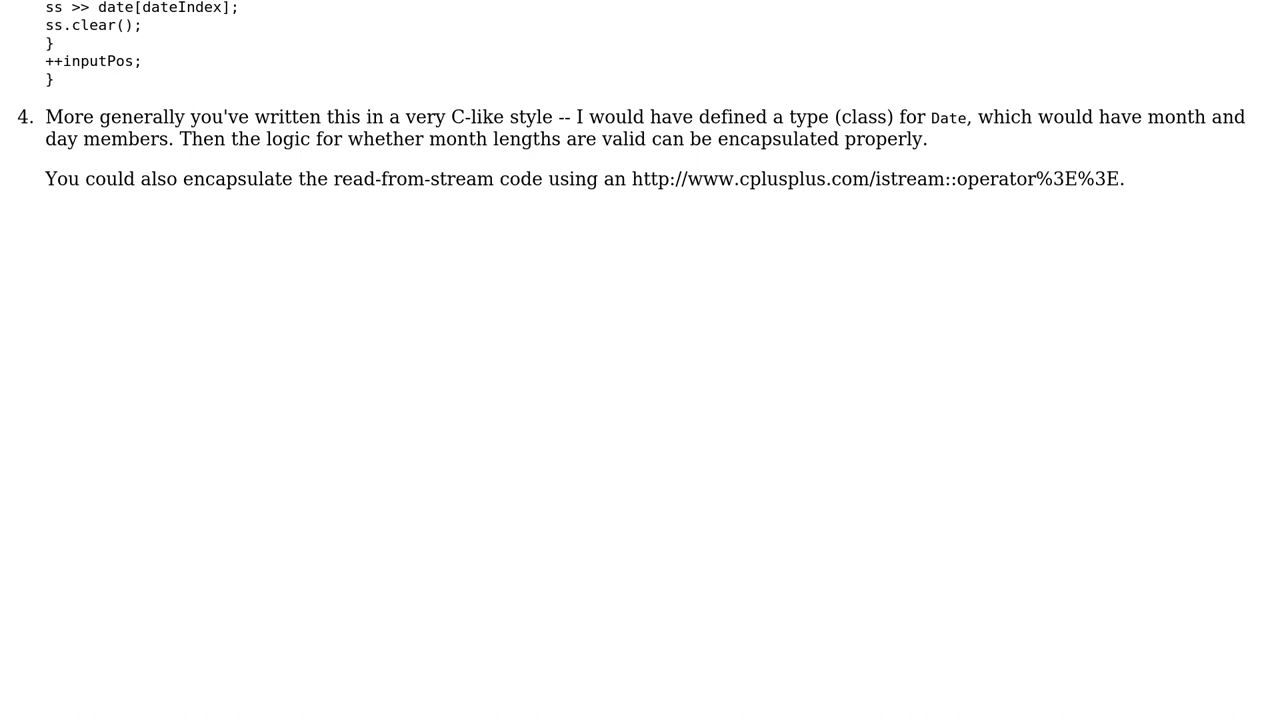 ss >> date[dateIndex];
ss.clear();
}
++inputPos;
}
4. More generally you've written this in a very C-like style -- I would have defined a type (class) for Date, which would have month and
day members. Then the logic for whether month lengths are valid can be encapsulated properly.
You could also encapsulate the read-from-stream code using an http://www.cplusplus.com/istream::operator%3E%3E.